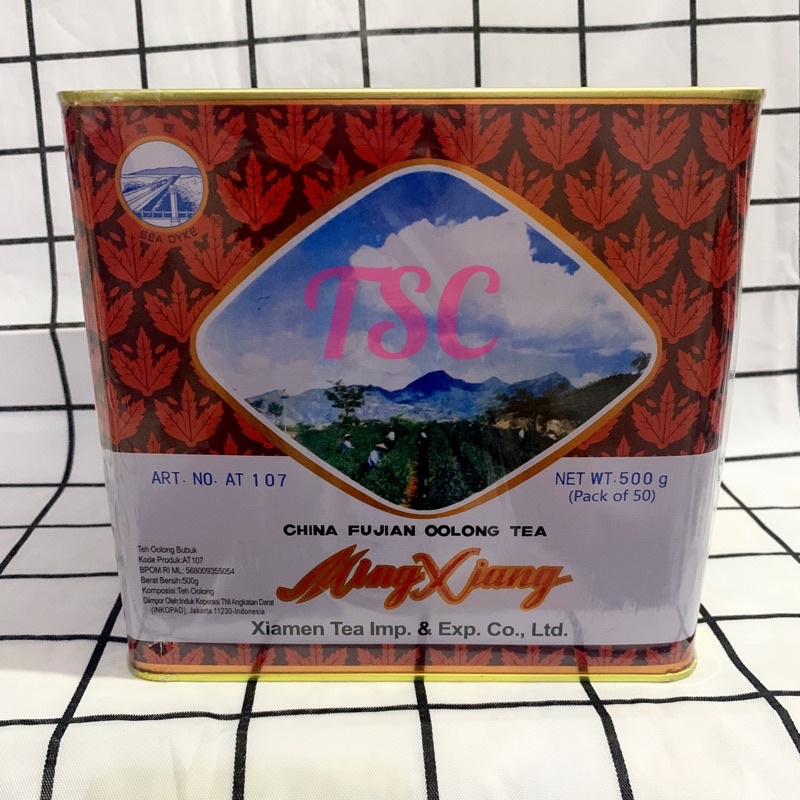 SEA DYKE
®
TSC
ART. NO. AT 107
NET WT.500 g
(Pack of 50)
CHINA FUJIAN OOLONG TEA
Ming Xiang
Teh Oolong Bubuk
Kode Produk:AT107
BPOM RI ML: 568009355054
Berat Bersih:500g
Komposisi:Teh Oolong
Diimpor Oleh:Induk Koperasi TNI Angkatan Darat
(INKOPAD), Jakarta 11230-Indonesia
Xiamen Tea Imp. & Exp. Co., Ltd.